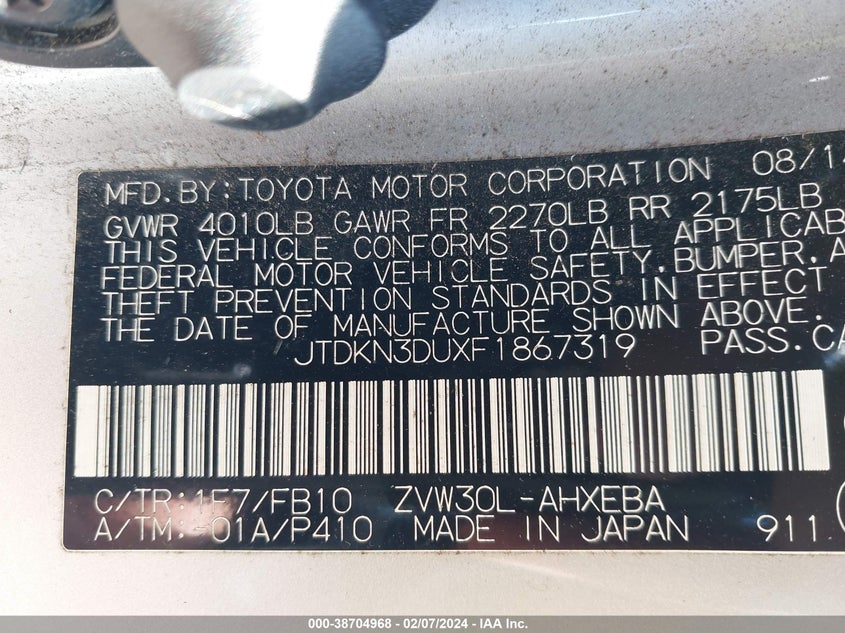 MFD.BY:TOYOTA MOTOR CORPORATION 08/14
GVWR 4010LB GAWR FR 2270LB RR 2175LB
THIS VEHICLE CONFORMS TO ALL APPLICAB
FEDERAL MOTOR VEHICLE SAFETY,BUMPER,A
THEFT PREVENTION STANDARDS IN EFFECT
THE DATE OF MANUFACTURE SHOWN ABOVE.
JTDKN3DUXF1867319 PASS.CA
C/TR:1F7/FB10 ZVW30L-AHXEBA
A/TM:-01A/P410 MADE IN JAPAN 911
000-38704968 - 02/07/2024 - IAA Inc.